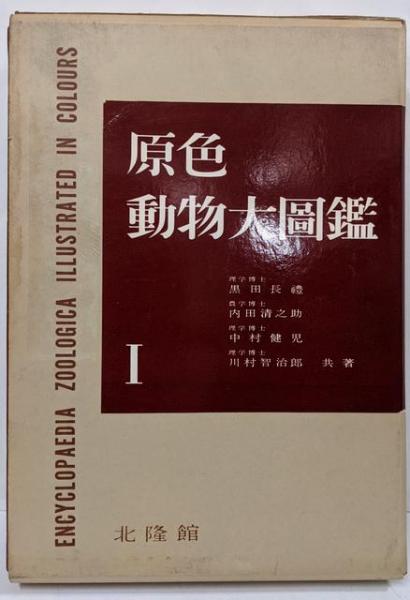 ENCYCLOPAEDIA ZOOLOGICA ILLUSTRATED IN COLOURS
原色
動物大圖鑑
理学博士
黒田長禮
農学博士
内田清之助
理学博士
中村健児
理学博士
川村智治郎 共著
I
北隆館